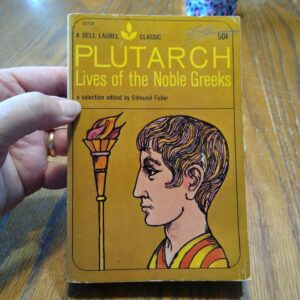 A DELL LAUREL CLASSIC 50¢
PLUTARCH
Lives of the Noble Greeks
a selection edited by Edmund Fuller